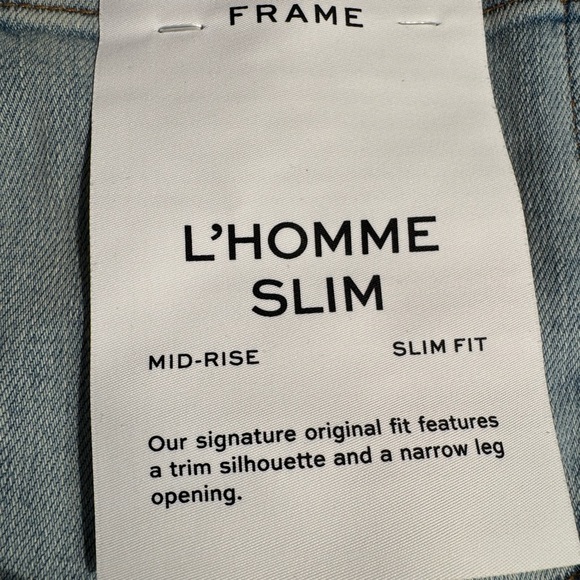 FRAME
L'HOMME
SLIM
MID-RISE SLIM FIT
Our signature original fit features
a trim silhouette and a narrow leg
opening.